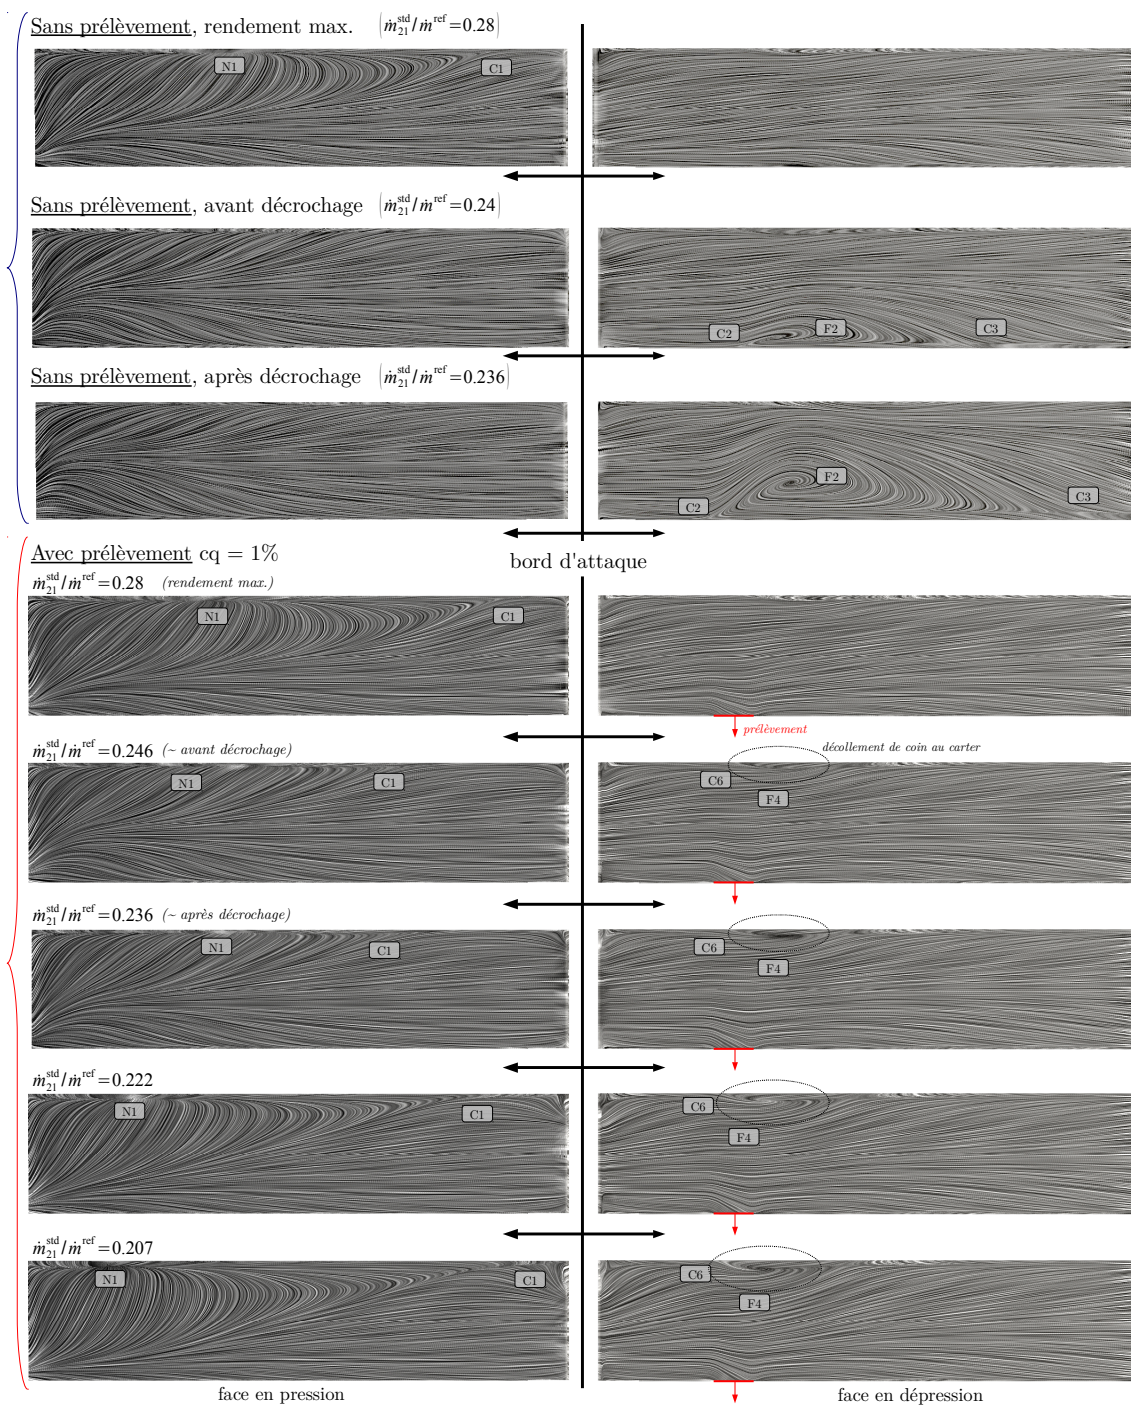 Sans prélèvement, rendement max. (ṁ₂₁ˢᵗᵈ/ṁʳᵉᶠ=0.28)
N1
C1
Sans prélèvement, avant décrochage (ṁ₂₁ˢᵗᵈ/ṁʳᵉᶠ=0.24)
C2
F2
C3
Sans prélèvement, après décrochage (ṁ₂₁ˢᵗᵈ/ṁʳᵉᶠ=0.236)
C2
F2
C3
Avec prélèvement cq = 1%
bord d'attaque
ṁ₂₁ˢᵗᵈ/ṁʳᵉᶠ=0.28 (rendement max.)
N1
C1
prélèvement
ṁ₂₁ˢᵗᵈ/ṁʳᵉᶠ=0.246 (~ avant décrochage)
décollement de coin au carter
N1
C1
C6
F4
ṁ₂₁ˢᵗᵈ/ṁʳᵉᶠ=0.236 (~ après décrochage)
N1
C1
C6
F4
ṁ₂₁ˢᵗᵈ/ṁʳᵉᶠ=0.222
N1
C1
C6
F4
ṁ₂₁ˢᵗᵈ/ṁʳᵉᶠ=0.207
N1
C1
C6
F4
face en pression
face en dépression